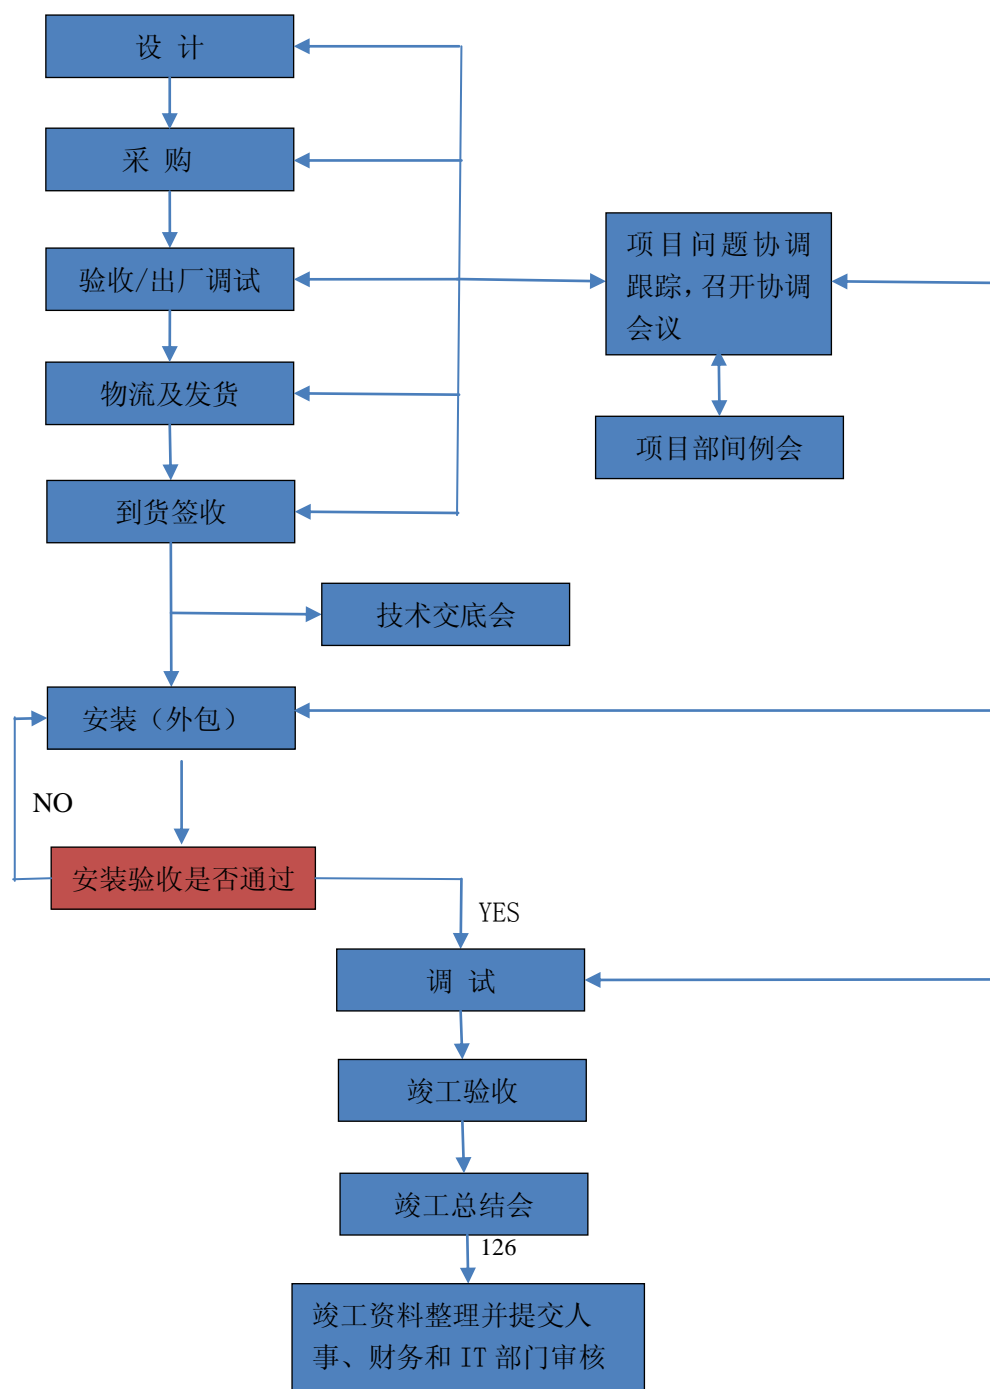 设 计
采 购
验收/出厂调试
项目问题协调
跟踪，召开协调
会议
物流及发货
项目部间例会
到货签收
技术交底会
安装（外包）
NO
安装验收是否通过
YES
调 试
竣工验收
竣工总结会
126
竣工资料整理并提交人
事、财务和 IT 部门审核